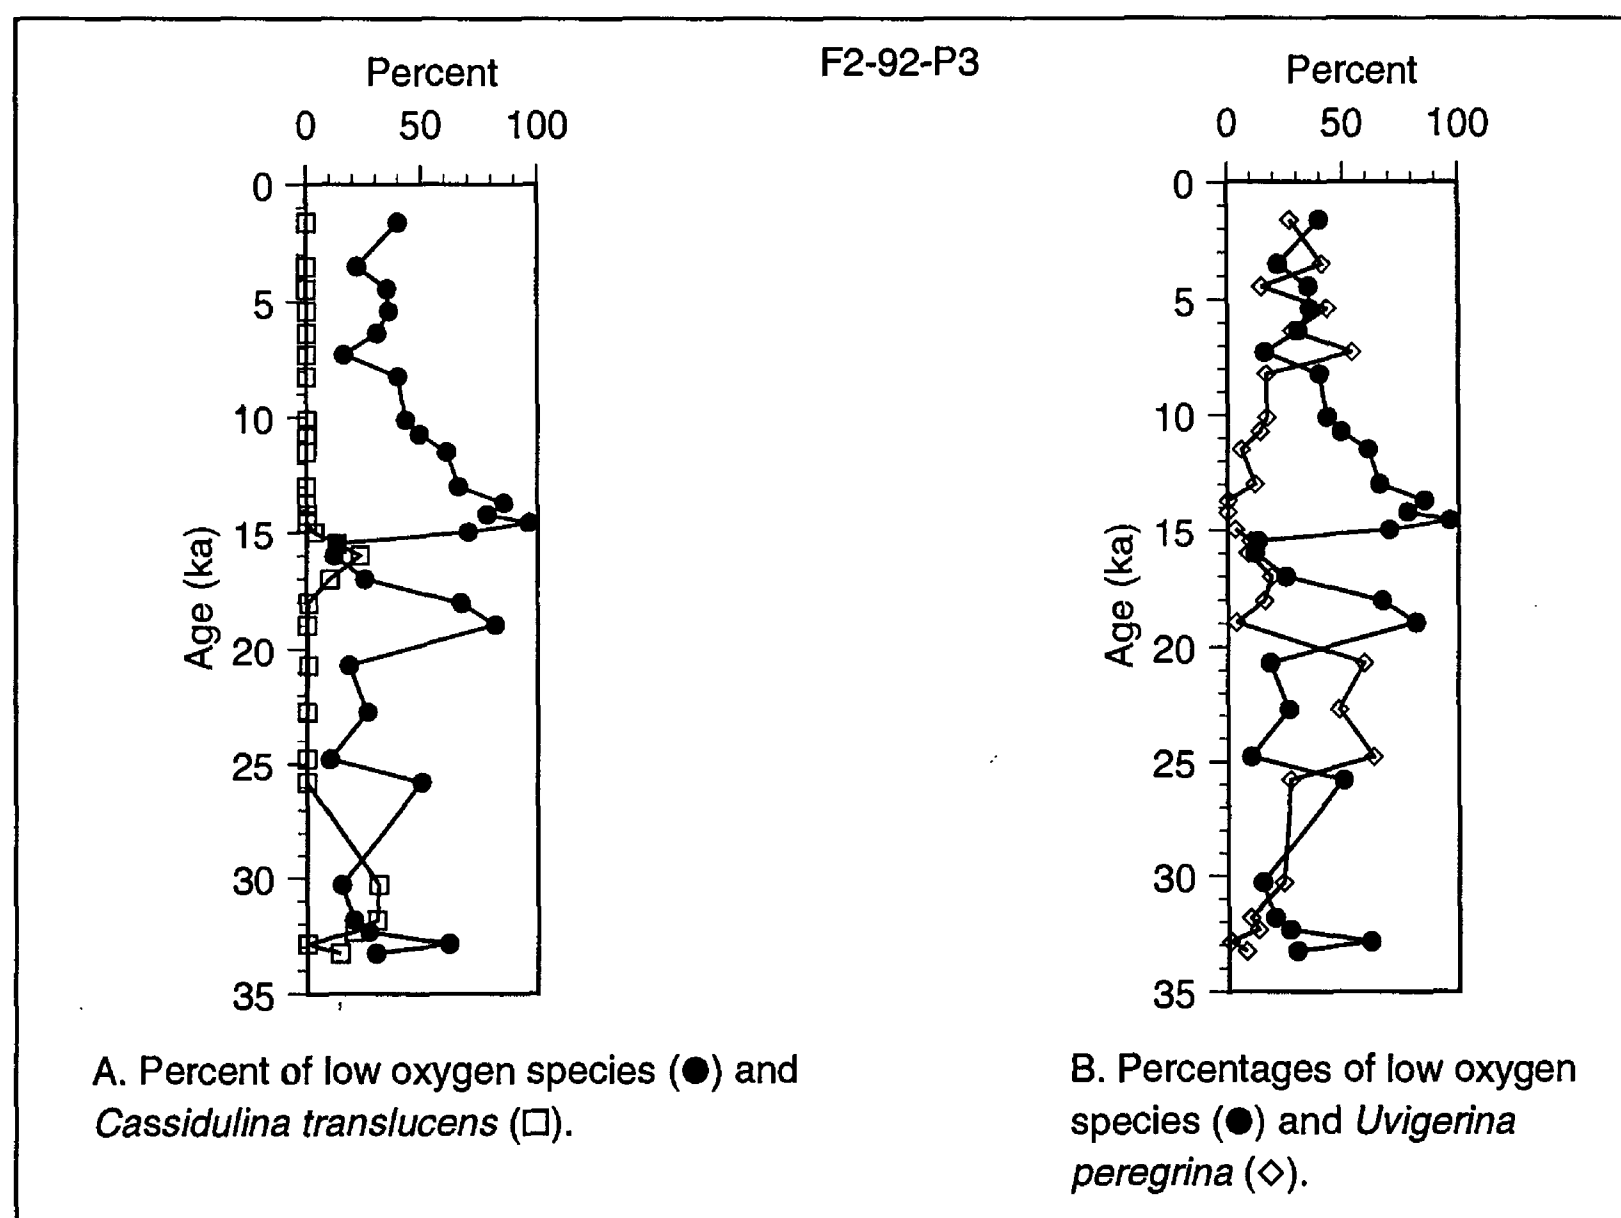 F2-92-P3
Percent
0 50 100
0
5
10
15
20
25
30
35
Age (ka)
A. Percent of low oxygen species (●) and
Cassidulina translucens (□).
Percent
0 50 100
0
5
10
15
20
25
30
35
Age (ka)
B. Percentages of low oxygen
species (●) and Uvigerina
peregrina (◇).